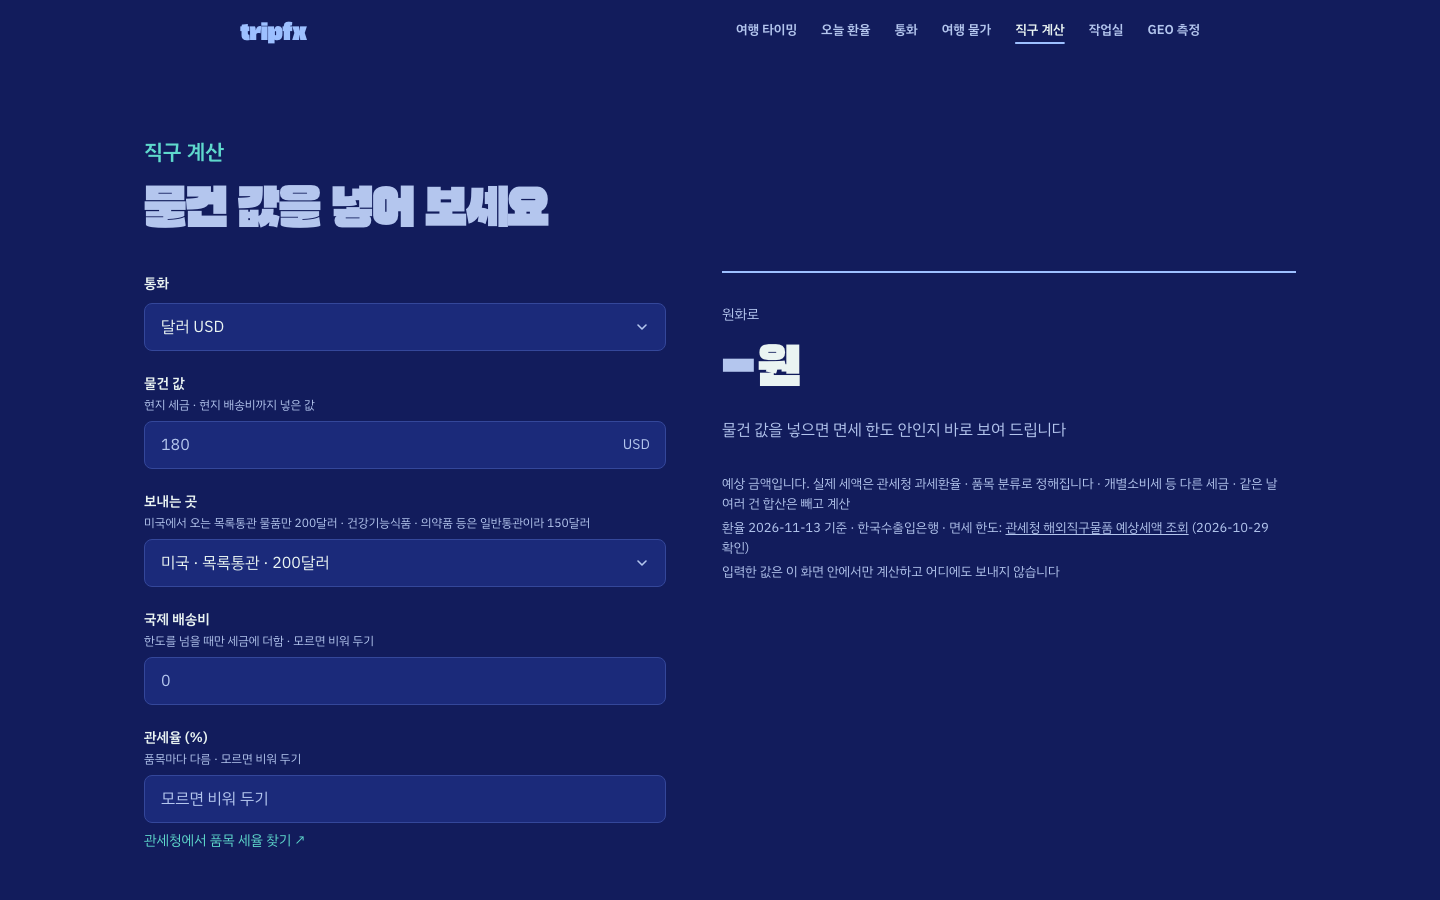 tripfx
여행 타이밍 오늘 환율 통화 여행 물가 직구 계산 작업실 GEO 측정
직구 계산
물건 값을 넣어 보세요
통화
달러 USD
물건 값
현지 세금 · 현지 배송비까지 넣은 값
180 USD
보내는 곳
미국에서 오는 목록통관 물품만 200달러 · 건강기능식품 · 의약품 등은 일반통관이라 150달러
미국 · 목록통관 · 200달러
국제 배송비
한도를 넘을 때만 세금에 더함 · 모르면 비워 두기
0
관세율 (%)
품목마다 다름 · 모르면 비워 두기
모르면 비워 두기
관세청에서 품목 세율 찾기 ↗
원화로
—원
물건 값을 넣으면 면세 한도 안인지 바로 보여 드립니다
예상 금액입니다. 실제 세액은 관세청 과세환율 · 품목 분류로 정해집니다 · 개별소비세 등 다른 세금 · 같은 날
여러 건 합산은 빼고 계산
환율 2026-11-13 기준 · 한국수출입은행 · 면세 한도: 관세청 해외직구물품 예상세액 조회 (2026-10-29
확인)
입력한 값은 이 화면 안에서만 계산하고 어디에도 보내지 않습니다